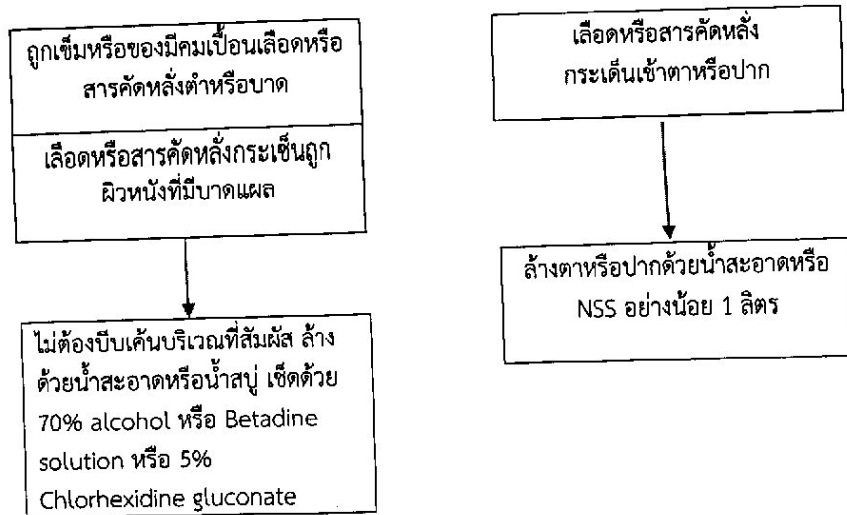 ถูกเข็มหรือของมีคมเปื้อนเลือดหรือ
สารคัดหลั่งตำหรือบาด
เลือดหรือสารคัดหลั่งกระเซ็นถูก
ผิวหนังที่มีบาดแผล
ไม่ต้องบีบเค้นบริเวณที่สัมผัส ล้าง
ด้วยน้ำสะอาดหรือน้ำสบู่ เช็ดด้วย
70% alcohol หรือ Betadine
solution หรือ 5%
Chlorhexidine gluconate
เลือดหรือสารคัดหลั่ง
กระเด็นเข้าตาหรือปาก
ล้างตาหรือปากด้วยน้ำสะอาดหรือ
NSS อย่างน้อย 1 ลิตร